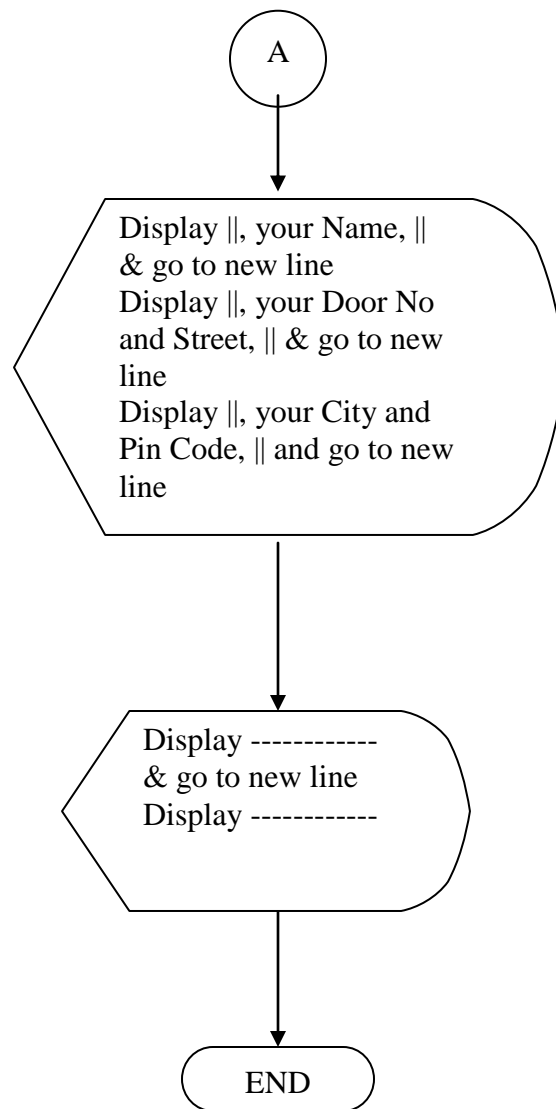 A
Display ||, your Name, ||
& go to new line
Display ||, your Door No
and Street, || & go to new
line
Display ||, your City and
Pin Code, || and go to new
line
Display ------------
& go to new line
Display ------------
END